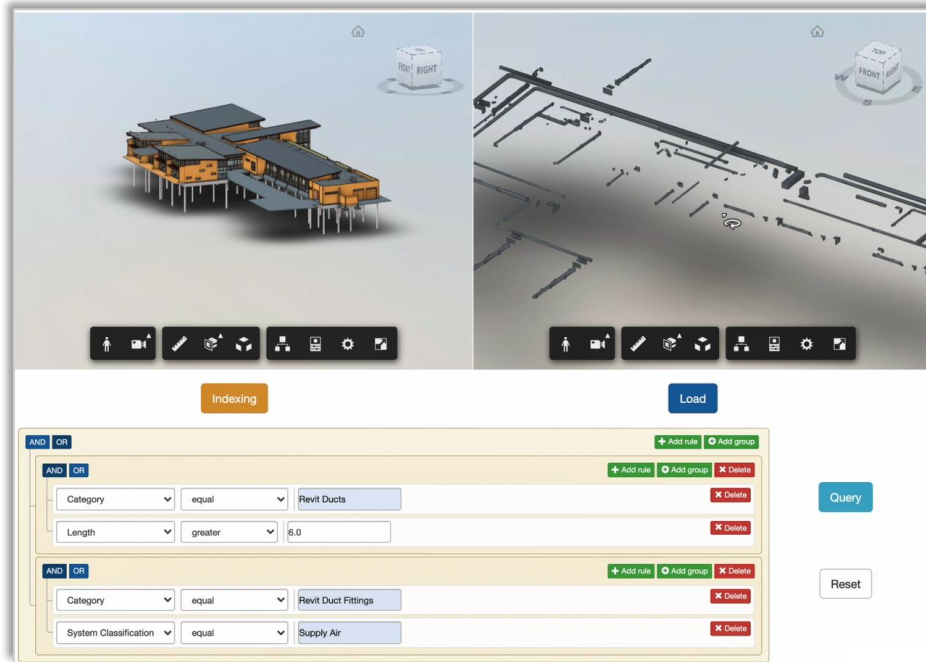 FRONT RIGHT
TOP
FRONT RIGHT
S
E
Indexing
Load
AND OR
Add rule Add group
AND OR
Add rule Add group Delete
Category equal Revit Ducts Delete
Length greater 6.0 Delete
Query
AND OR
Add rule Add group Delete
Category equal Revit Duct Fittings Delete
System Classification equal Supply Air Delete
Reset